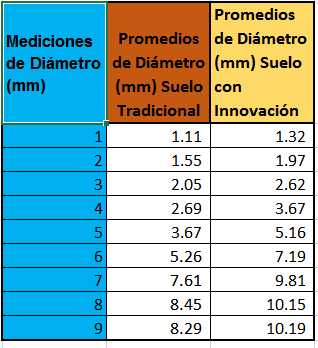 Mediciones de Diámetro (mm) Promedios de Diámetro (mm) Suelo Tradicional Promedios de Diámetro (mm) Suelo con Innovación
1 1.11 1.32
2 1.55 1.97
3 2.05 2.62
4 2.69 3.67
5 3.67 5.16
6 5.26 7.19
7 7.61 9.81
8 8.45 10.15
9 8.29 10.19